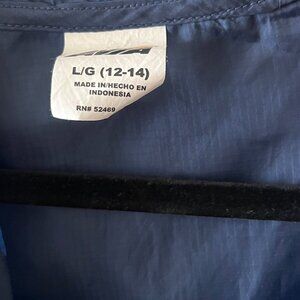 L/G (12-14)
MADE IN/HECHO EN
INDONESIA
RN# 52469